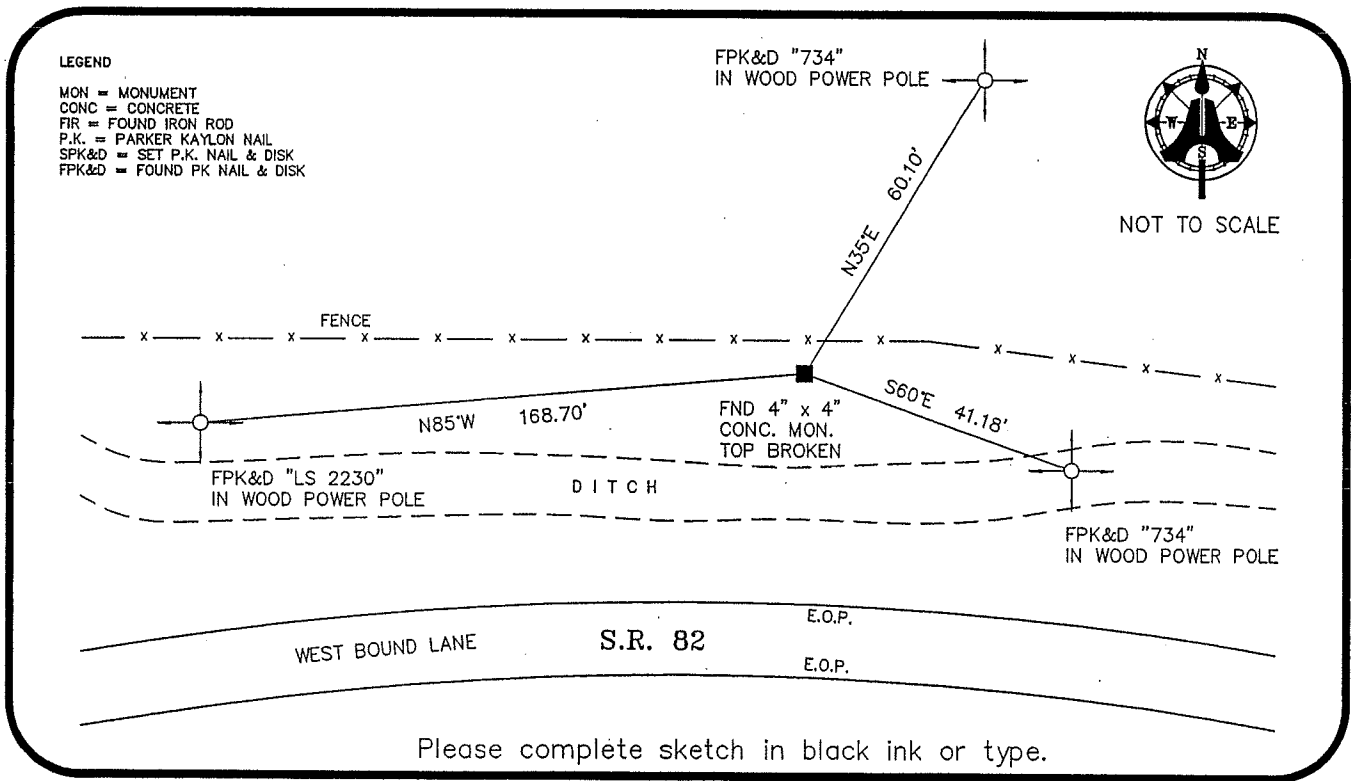 LEGEND
MON = MONUMENT
CONC = CONCRETE
FIR = FOUND IRON ROD
P.K. = PARKER KAYLON NAIL
SPK&D = SET P.K. NAIL & DISK
FPK&D = FOUND PK NAIL & DISK
FPK&D "734"
IN WOOD POWER POLE
N
W
E
S
NOT TO SCALE
N35°E 60.10'
FENCE
x x x x x x x x x x x x x x x
N85°W 168.70'
S60°E 41.18'
FND 4" x 4"
CONC. MON.
TOP BROKEN
FPK&D "LS 2230"
IN WOOD POWER POLE
DITCH
FPK&D "734"
IN WOOD POWER POLE
E.O.P.
WEST BOUND LANE
S.R. 82
E.O.P.
Please complete sketch in black ink or type.